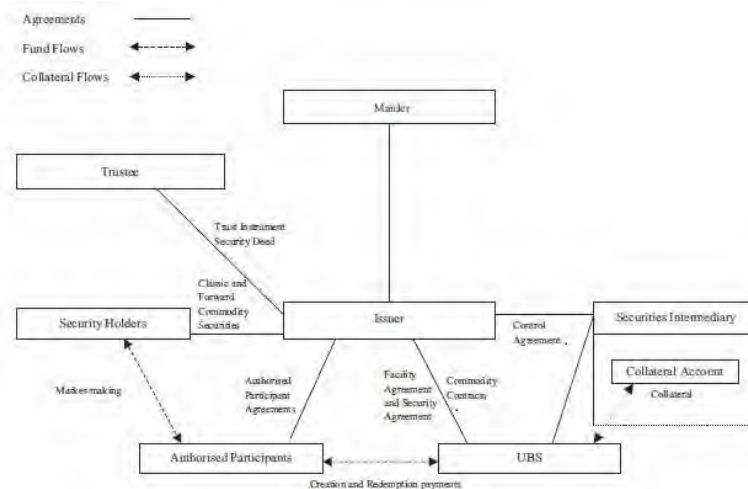 Agreements
Fund Flows
Collateral Flows
Master
Trustee
Trust Instrument
Security Deed
Classic and
Forward
Commodity
Securities
Security Holders
Issuer
Securities Intermediary
Control
Agreement
Collateral Account
Collateral
Market-making
Authorised
Participant
Agreements
Facility
Agreement
and Security
Agreement
Commodity
Contracts
Authorised Participants
UBS
Creation and Redemption payments